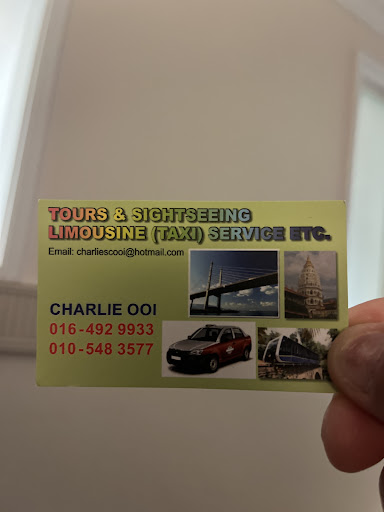 TOURS & SIGHTSEEING
LIMOUSINE (TAXI) SERVICE ETC.
Email: charliescooi@hotmail.com
CHARLIE OOI
016-492 9933
010-548 3577